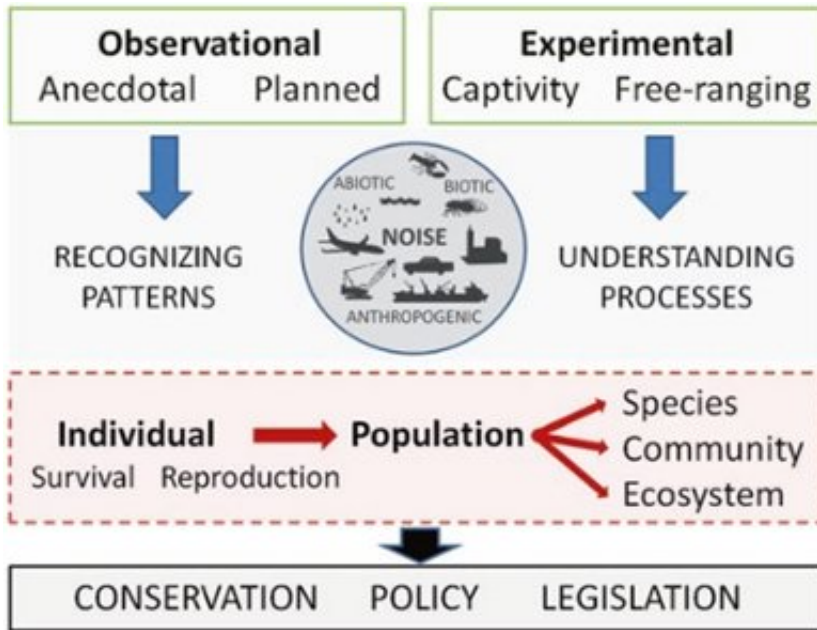 Observational
Anecdotal Planned
Experimental
Captivity Free-ranging
ABIOTIC
BIOTIC
NOISE
ANTHROPOGENIC
RECOGNIZING
PATTERNS
UNDERSTANDING
PROCESSES
Individual
Survival Reproduction
Population
Species
Community
Ecosystem
CONSERVATION POLICY LEGISLATION